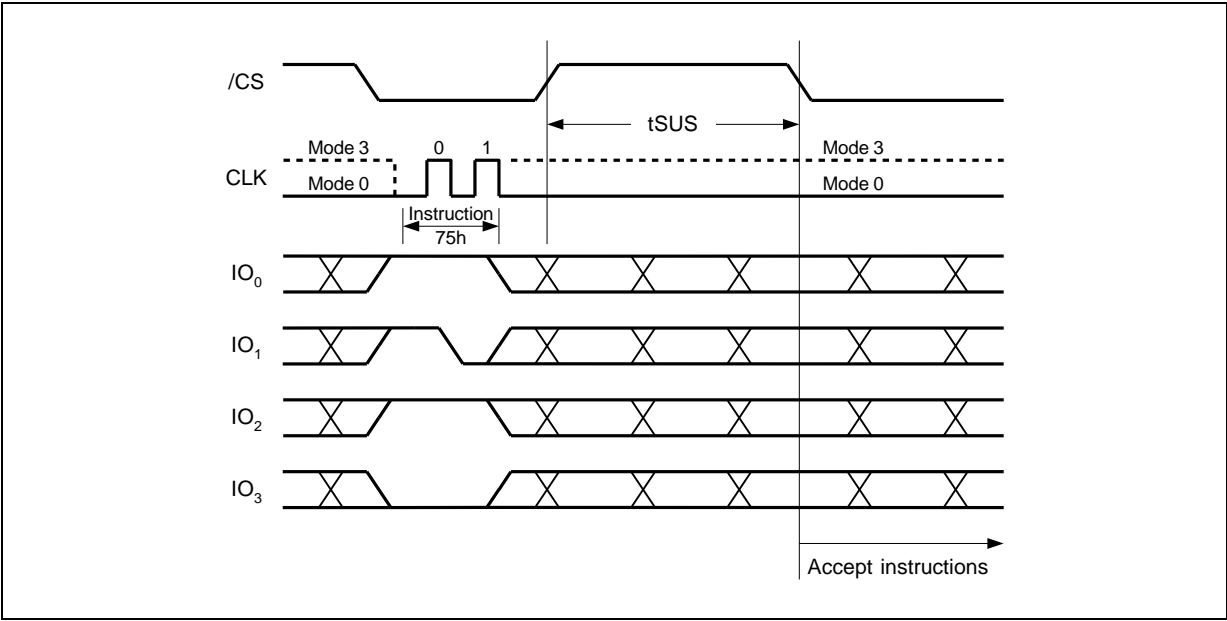 /CS
tSUS
Mode 3 0 1 Mode 3
CLK
Mode 0 Mode 0
Instruction
75h
IO0
IO1
IO2
IO3
Accept instructions